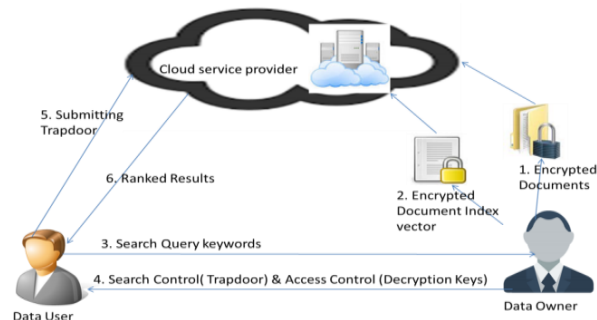 Cloud service provider
5. Submitting
Trapdoor
6. Ranked Results
1. Encrypted
Documents
2. Encrypted
Document Index
vector
3. Search Query keywords
4. Search Control( Trapdoor) & Access Control (Decryption Keys)
Data User
Data Owner